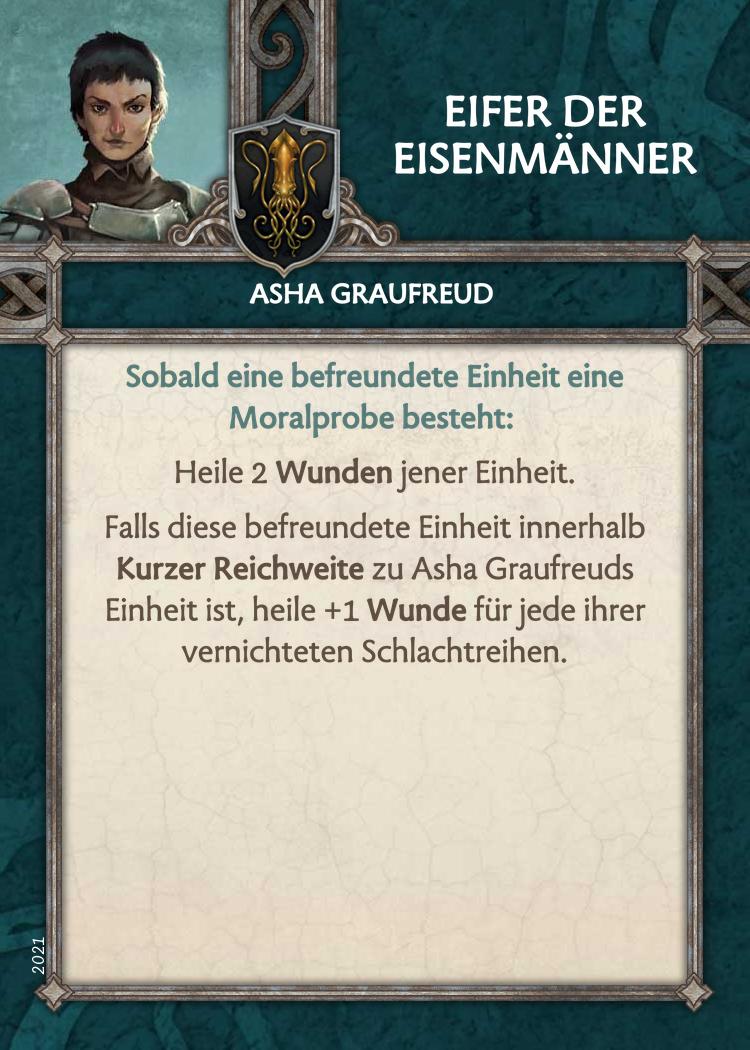 EIFER DER
EISENMÄNNER
ASHA GRAUFREUD
Sobald eine befreundete Einheit eine
Moralprobe besteht:
Heile 2 Wunden jener Einheit.
Falls diese befreundete Einheit innerhalb
Kurzer Reichweite zu Asha Graufreuds
Einheit ist, heile +1 Wunde für jede ihrer
vernichteten Schlachtreihen.
2021